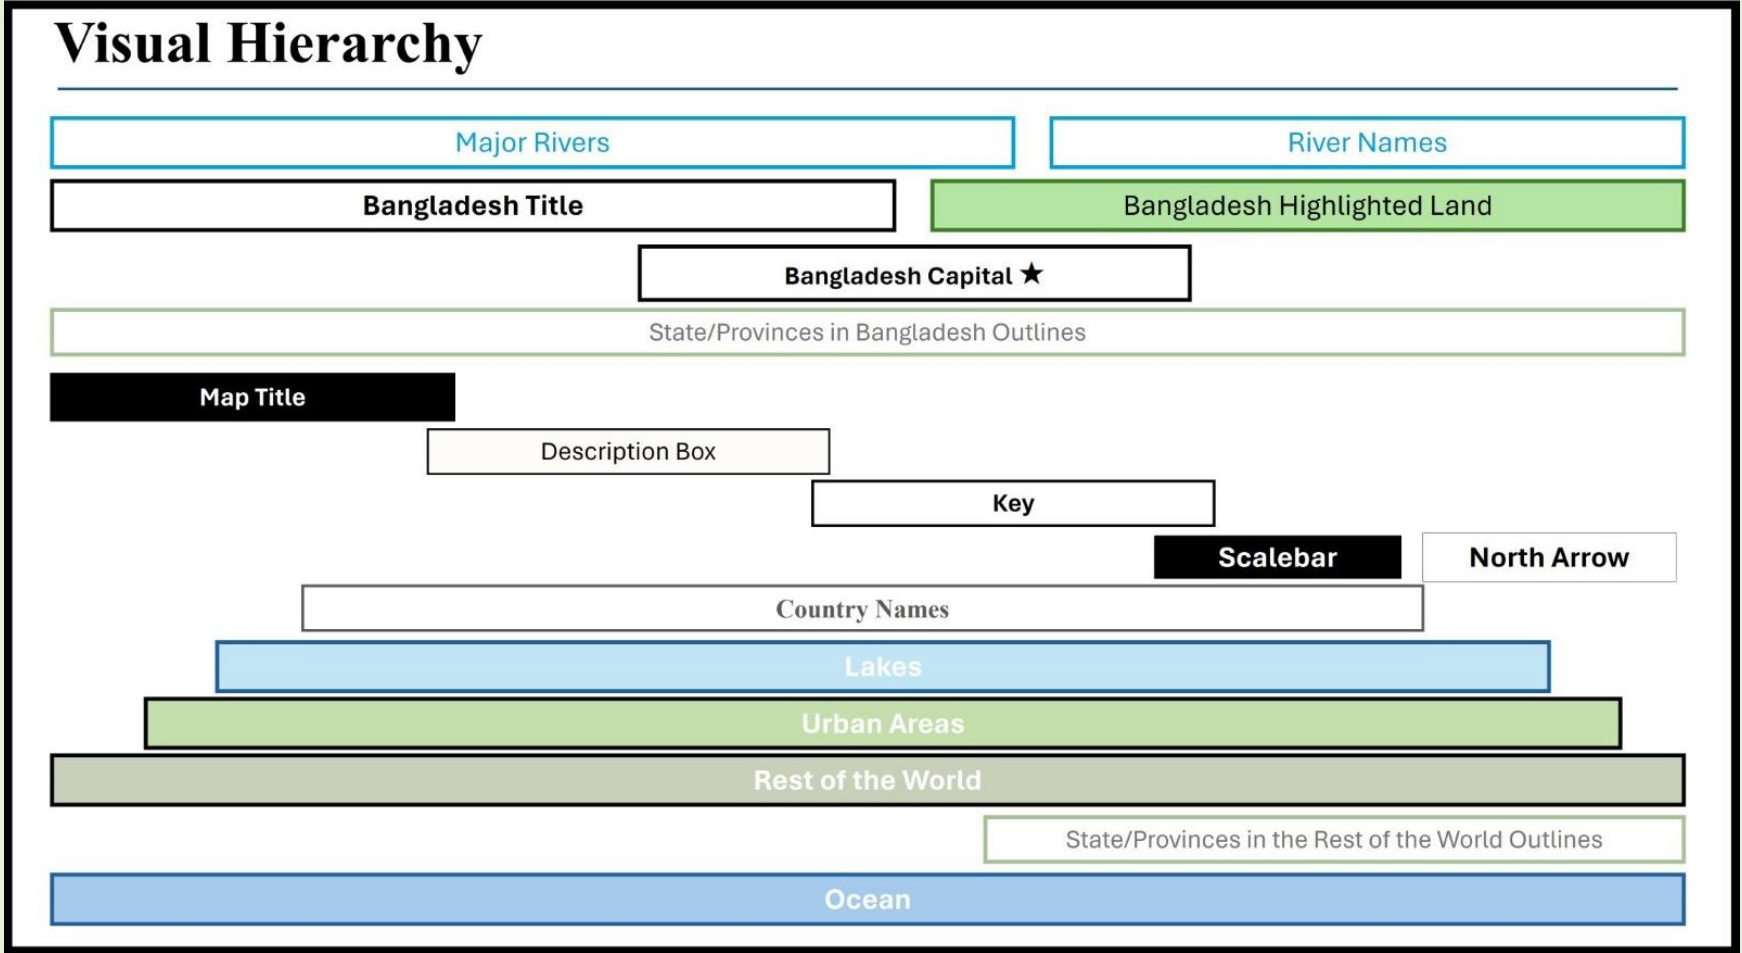 Visual Hierarchy
Major Rivers
River Names
Bangladesh Title
Bangladesh Highlighted Land
Bangladesh Capital ★
State/Provinces in Bangladesh Outlines
Map Title
Description Box
Key
Scalebar
North Arrow
Country Names
Lakes
Urban Areas
Rest of the World
State/Provinces in the Rest of the World Outlines
Ocean